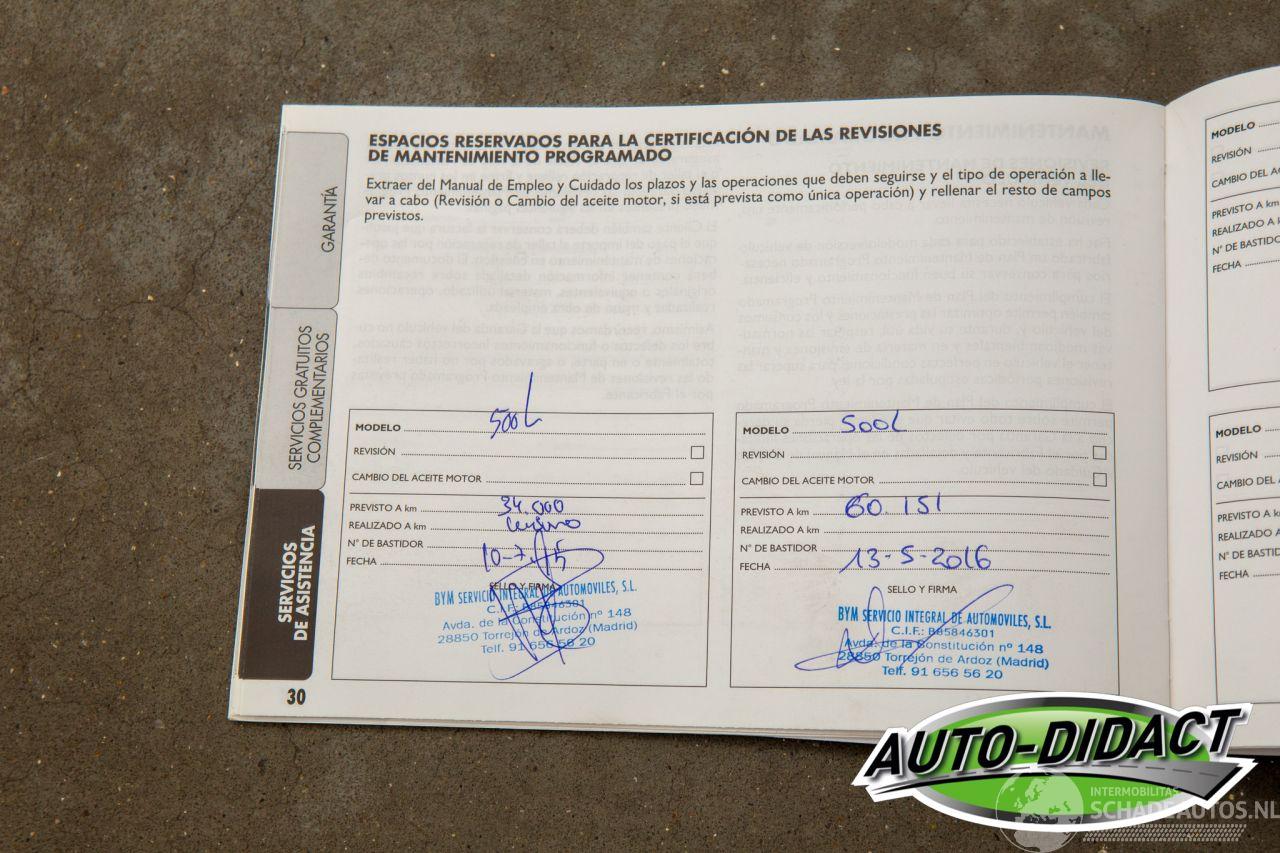 ESPACIOS RESERVADOS PARA LA CERTIFICACIÓN DE LAS REVISIONES
DE MANTENIMIENTO PROGRAMADO
Extraer del Manual de Empleo y Cuidado los plazos y las operaciones que deben seguirse y el tipo de operación a lle-
var a cabo (Revisión o Cambio del aceite motor, si está prevista como única operación) y rellenar el resto de campos
previstos.
GARANTÍA
SERVICIOS GRATUITOS
COMPLEMENTARIOS
SERVICIOS
DE ASISTENCIA
MODELO 500L
REVISIÓN
CAMBIO DEL ACEITE MOTOR
PREVISTO A km 34.000
REALIZADO A km
N° DE BASTIDOR
FECHA 10-7-15
SELLO Y FIRMA
BYM SERVICIO INTEGRAL DE AUTOMOVILES, S.L.
C.I.F.: B85846301
Avda. de la Constitución nº 148
28850 Torrejón de Ardoz (Madrid)
Telf. 91 656 56 20
MODELO 500L
REVISIÓN
CAMBIO DEL ACEITE MOTOR
PREVISTO A km 60.151
REALIZADO A km
N° DE BASTIDOR
FECHA 13-5-2016
SELLO Y FIRMA
BYM SERVICIO INTEGRAL DE AUTOMOVILES, S.L.
C.I.F.: B85846301
Avda. de la Constitución nº 148
28850 Torrejón de Ardoz (Madrid)
Telf. 91 656 56 20
30
MODELO
REVISIÓN
CAMBIO DEL
PREVISTO A km
REALIZADO A
N° DE BASTIDO
FECHA
MODELO
REVISIÓN
CAMBIO DEL
PREVISTO A km
REALIZADO A k
N° DE BASTID
FECHA
AUTO-DIDACT
INTERMOBILITAS
SCHADEAUTOS.NL